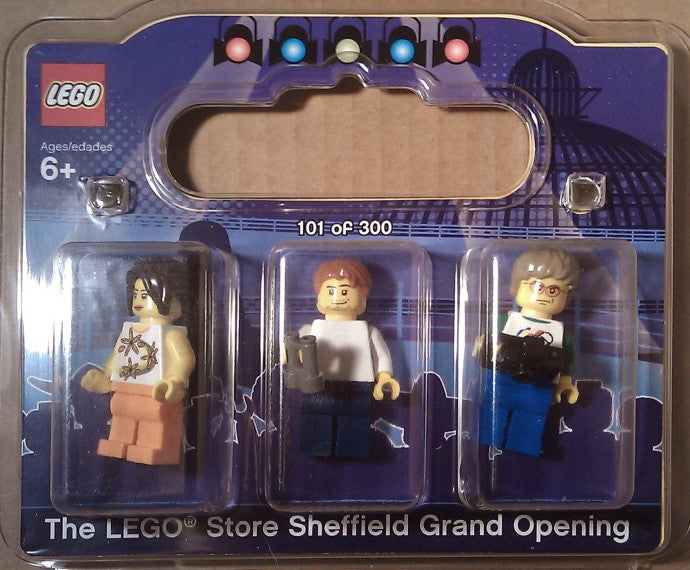 LEGO
Ages/edades
6+
101 of 300
The LEGO® Store Sheffield Grand Opening